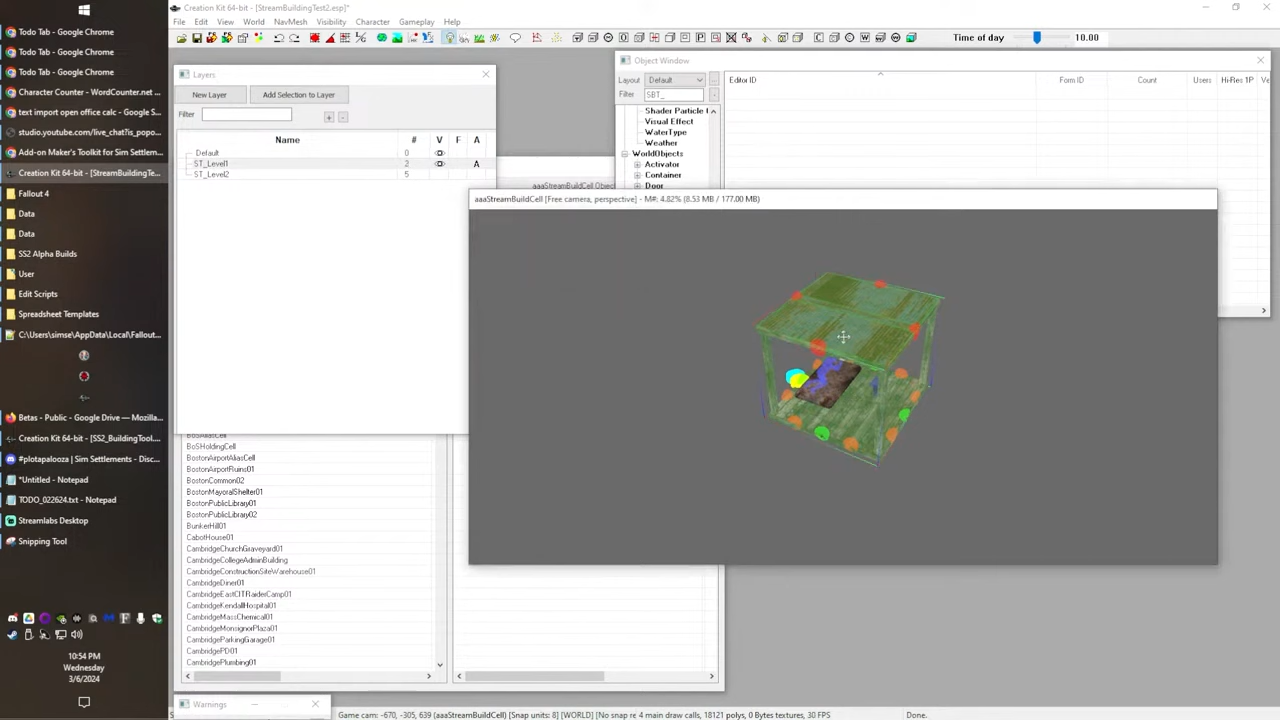 Todo Tab - Google Chrome
Todo Tab - Google Chrome
Todo Tab - Google Chrome
Character Counter - WordCounter.net ...
text import open office calc - Google S...
studio.youtube.com/live_chat?is_popo...
Add-on Maker's Toolkit for Sim Settlem...
Creation Kit 64-bit - [StreamBuildingTe...
Fallout 4
Data
Data
SS2 Alpha Builds
User
Edit Scripts
Spreadsheet Templates
C:\Users\simse\AppData\Local\Fallout...
Betas - Public - Google Drive — Mozilla...
Creation Kit 64-bit - [SS2_BuildingTool....
#plotapalooza | Sim Settlements - Disc...
*Untitled - Notepad
TODO_022624.txt - Notepad
Streamlabs Desktop
Snipping Tool
10:54 PM
Wednesday
3/6/2024
Creation Kit 64-bit - [StreamBuildingTest2.esp]*
File Edit View World NavMesh Visibility Character Gameplay Help
Time of day 10.00
Layers
New Layer Add Selection to Layer
Filter + -
Name # V F A
Default 0
ST_Level1 2 A
ST_Level2 5
Object Window
Layout Default ...
Filter SBT_
Editor ID Form ID Count Users Hi-Res 1P Ve
Visual Effect
WaterType
Weather
WorldObjects
Activator
Container
Door
aaaStreamBuildCell Objec
aaaStreamBuildCell [Free camera, perspective] - M#: 4.82% (8.53 MB / 177.00 MB)
BoSHoldingCell
BostonAirportAliasCell
BostonAirportRuins01
BostonCommon02
BostonMayoralShelter01
BostonPublicLibrary01
BostonPublicLibrary02
BunkerHill01
CabotHouse01
CambridgeChurchGraveyard01
CambridgeCollegeAdminBuilding
CambridgeConstructionSiteWarehouse01
CambridgeDiner01
CambridgeEastCITRaiderCamp01
CambridgeKendallHospital01
CambridgeMassChemical01
CambridgeMonsignorPlaza01
CambridgeParkingGarage01
CambridgePD01
CambridgePlumbing01
Warnings
Game cam: -670, -305, 639 (aaaStreamBuildCell) [Snap units: 8] [WORLD] [No snap re 4 main draw calls, 18121 polys, 0 Bytes textures, 30 FPS Done.